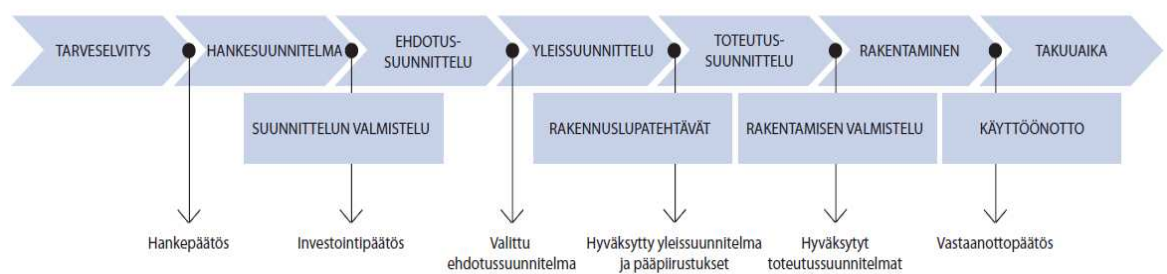 TARVESELVITYS
HANKESUUNNITELMA
EHDOTUS-
SUUNNITTELU
YLEISSUUNNITTELU
TOTEUTUS-
SUUNNITTELU
RAKENTAMINEN
TAKUUAIKA
SUUNNITTELUN VALMISTELU
RAKENNUSLUPATEHTÄVÄT
RAKENTAMISEN VALMISTELU
KÄYTTÖÖNOTTO
Hankepäätös
Investointipäätös
Valittu
ehdotussuunnitelma
Hyväksytty yleissuunnitelma
ja pääpiirustukset
Hyväksytyt
toteutussuunnitelmat
Vastaanottopäätös